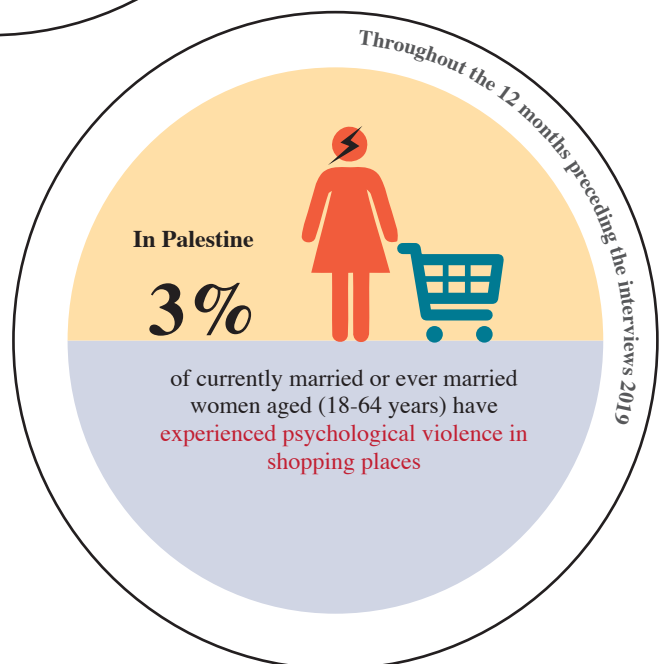 Throughout the 12 months preceding the interviews 2019
In Palestine
3%
of currently married or ever married
women aged (18-64 years) have
experienced psychological violence in
shopping places